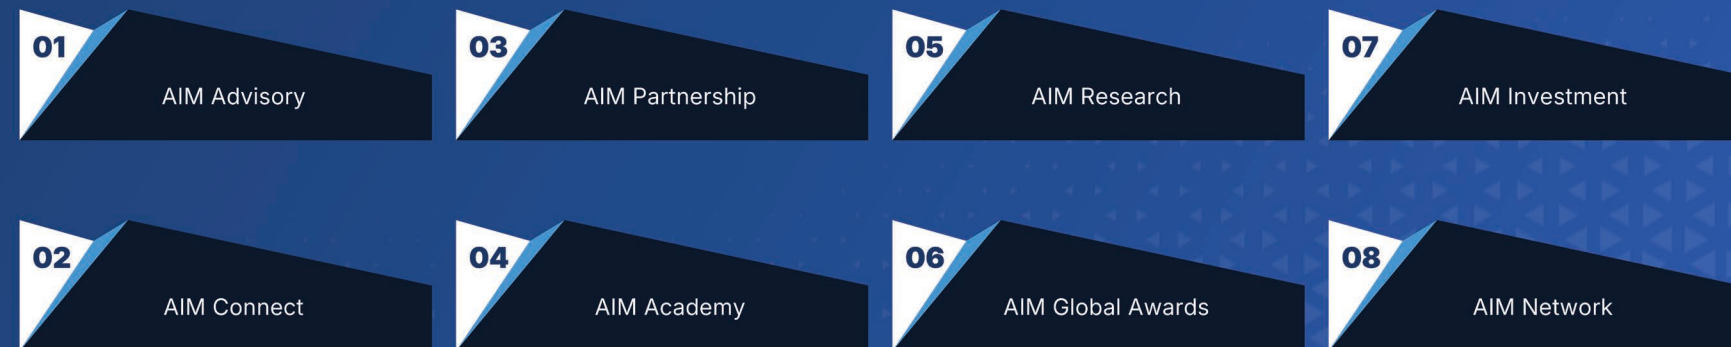 01
AIM Advisory
02
AIM Connect
03
AIM Partnership
04
AIM Academy
05
AIM Research
06
AIM Global Awards
07
AIM Investment
08
AIM Network